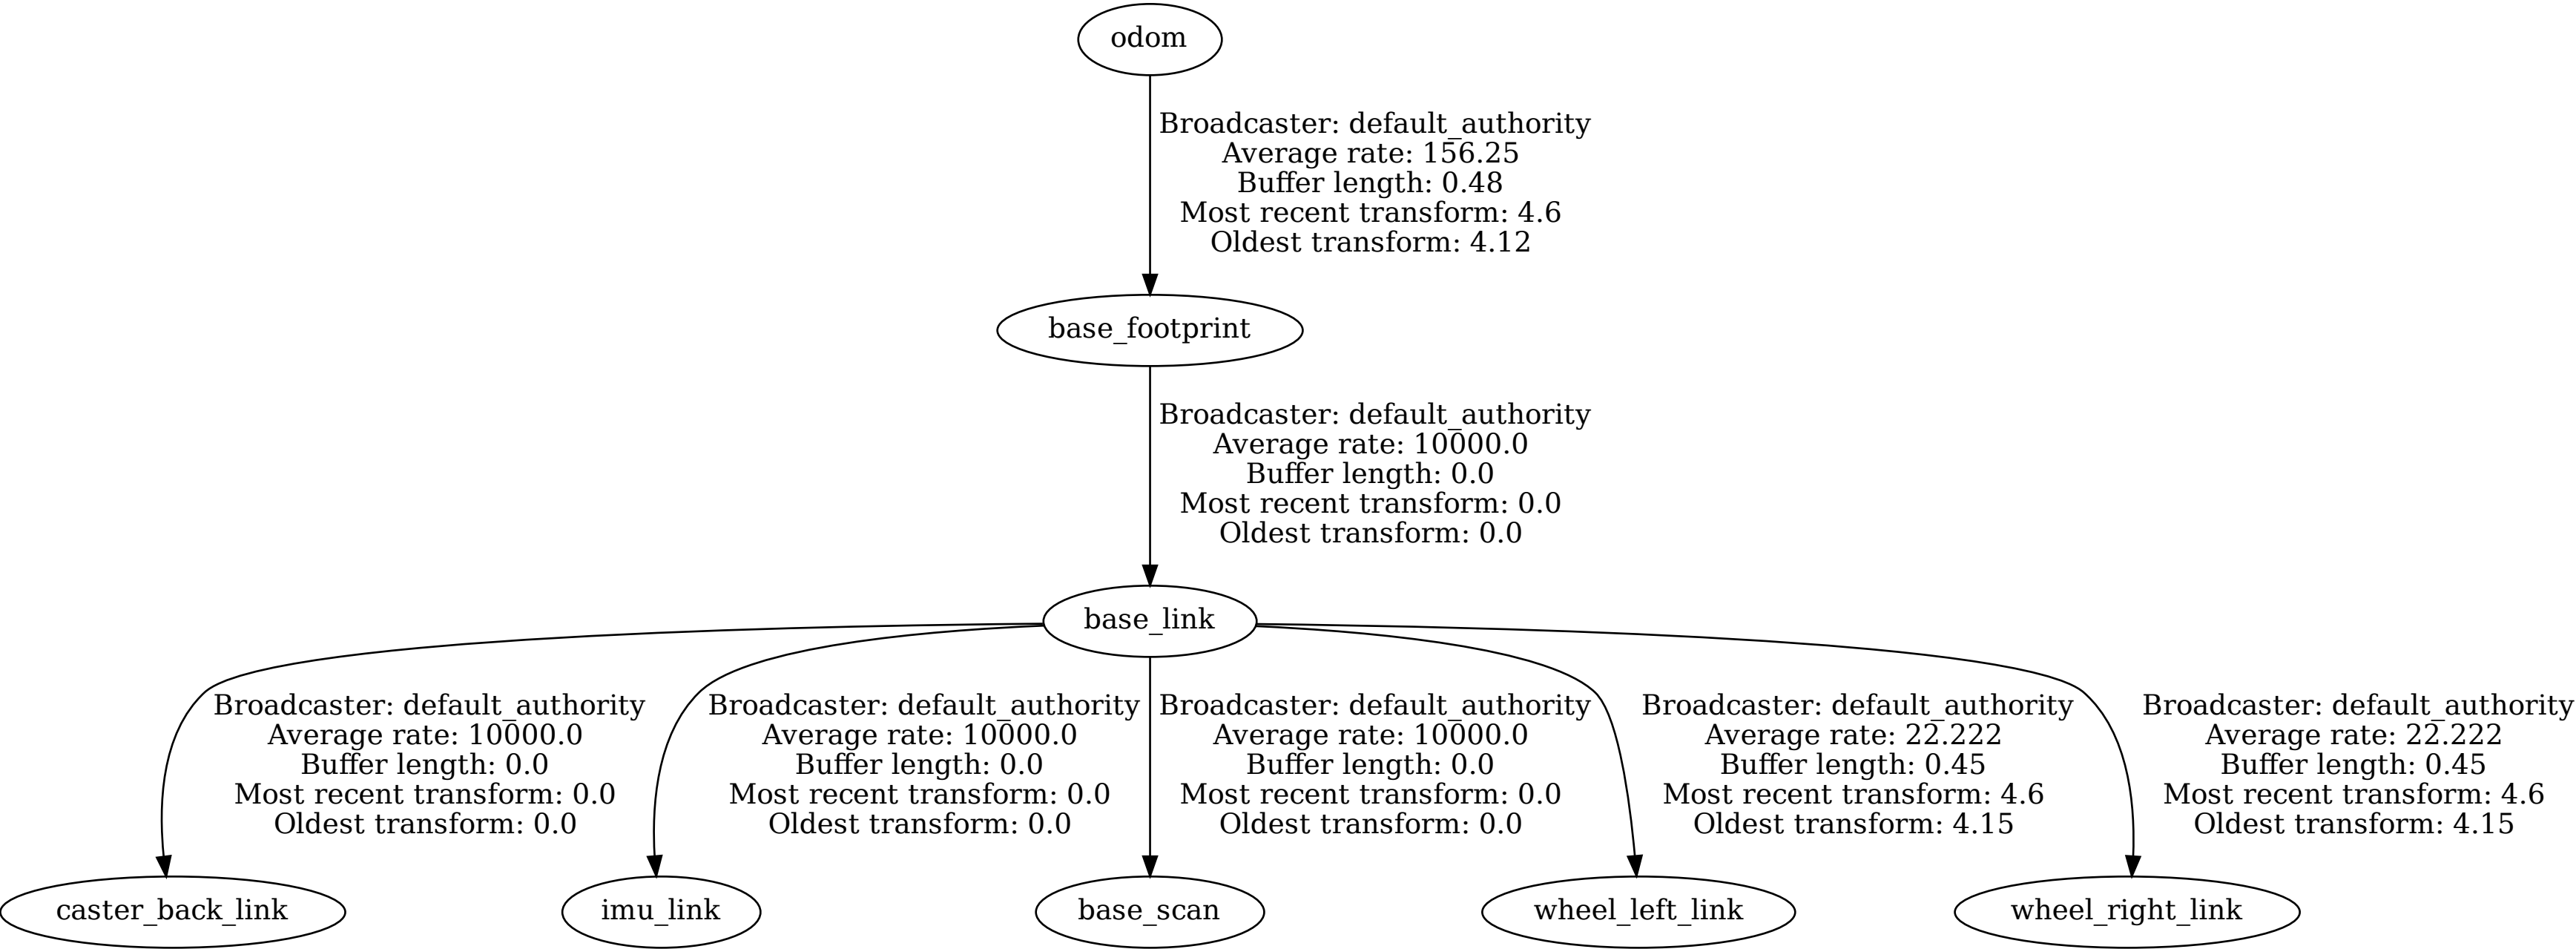 odom
Broadcaster: default_authority
Average rate: 156.25
Buffer length: 0.48
Most recent transform: 4.6
Oldest transform: 4.12
base_footprint
Broadcaster: default_authority
Average rate: 10000.0
Buffer length: 0.0
Most recent transform: 0.0
Oldest transform: 0.0
base_link
Broadcaster: default_authority
Average rate: 10000.0
Buffer length: 0.0
Most recent transform: 0.0
Oldest transform: 0.0
Broadcaster: default_authority
Average rate: 10000.0
Buffer length: 0.0
Most recent transform: 0.0
Oldest transform: 0.0
Broadcaster: default_authority
Average rate: 10000.0
Buffer length: 0.0
Most recent transform: 0.0
Oldest transform: 0.0
Broadcaster: default_authority
Average rate: 22.222
Buffer length: 0.45
Most recent transform: 4.6
Oldest transform: 4.15
Broadcaster: default_authority
Average rate: 22.222
Buffer length: 0.45
Most recent transform: 4.6
Oldest transform: 4.15
caster_back_link
imu_link
base_scan
wheel_left_link
wheel_right_link